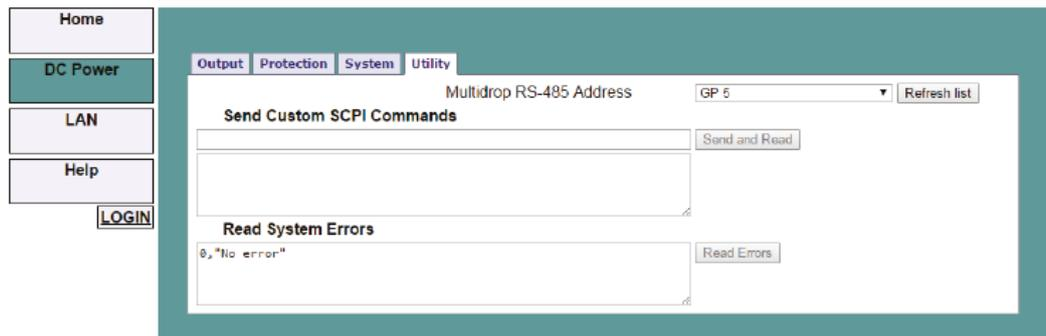 Home
DC Power
LAN
Help
LOGIN
Output Protection System Utility
Multidrop RS-485 Address GP 5 Refresh list
Send Custom SCPI Commands
Send and Read
Read System Errors
0,"No error"
Read Errors